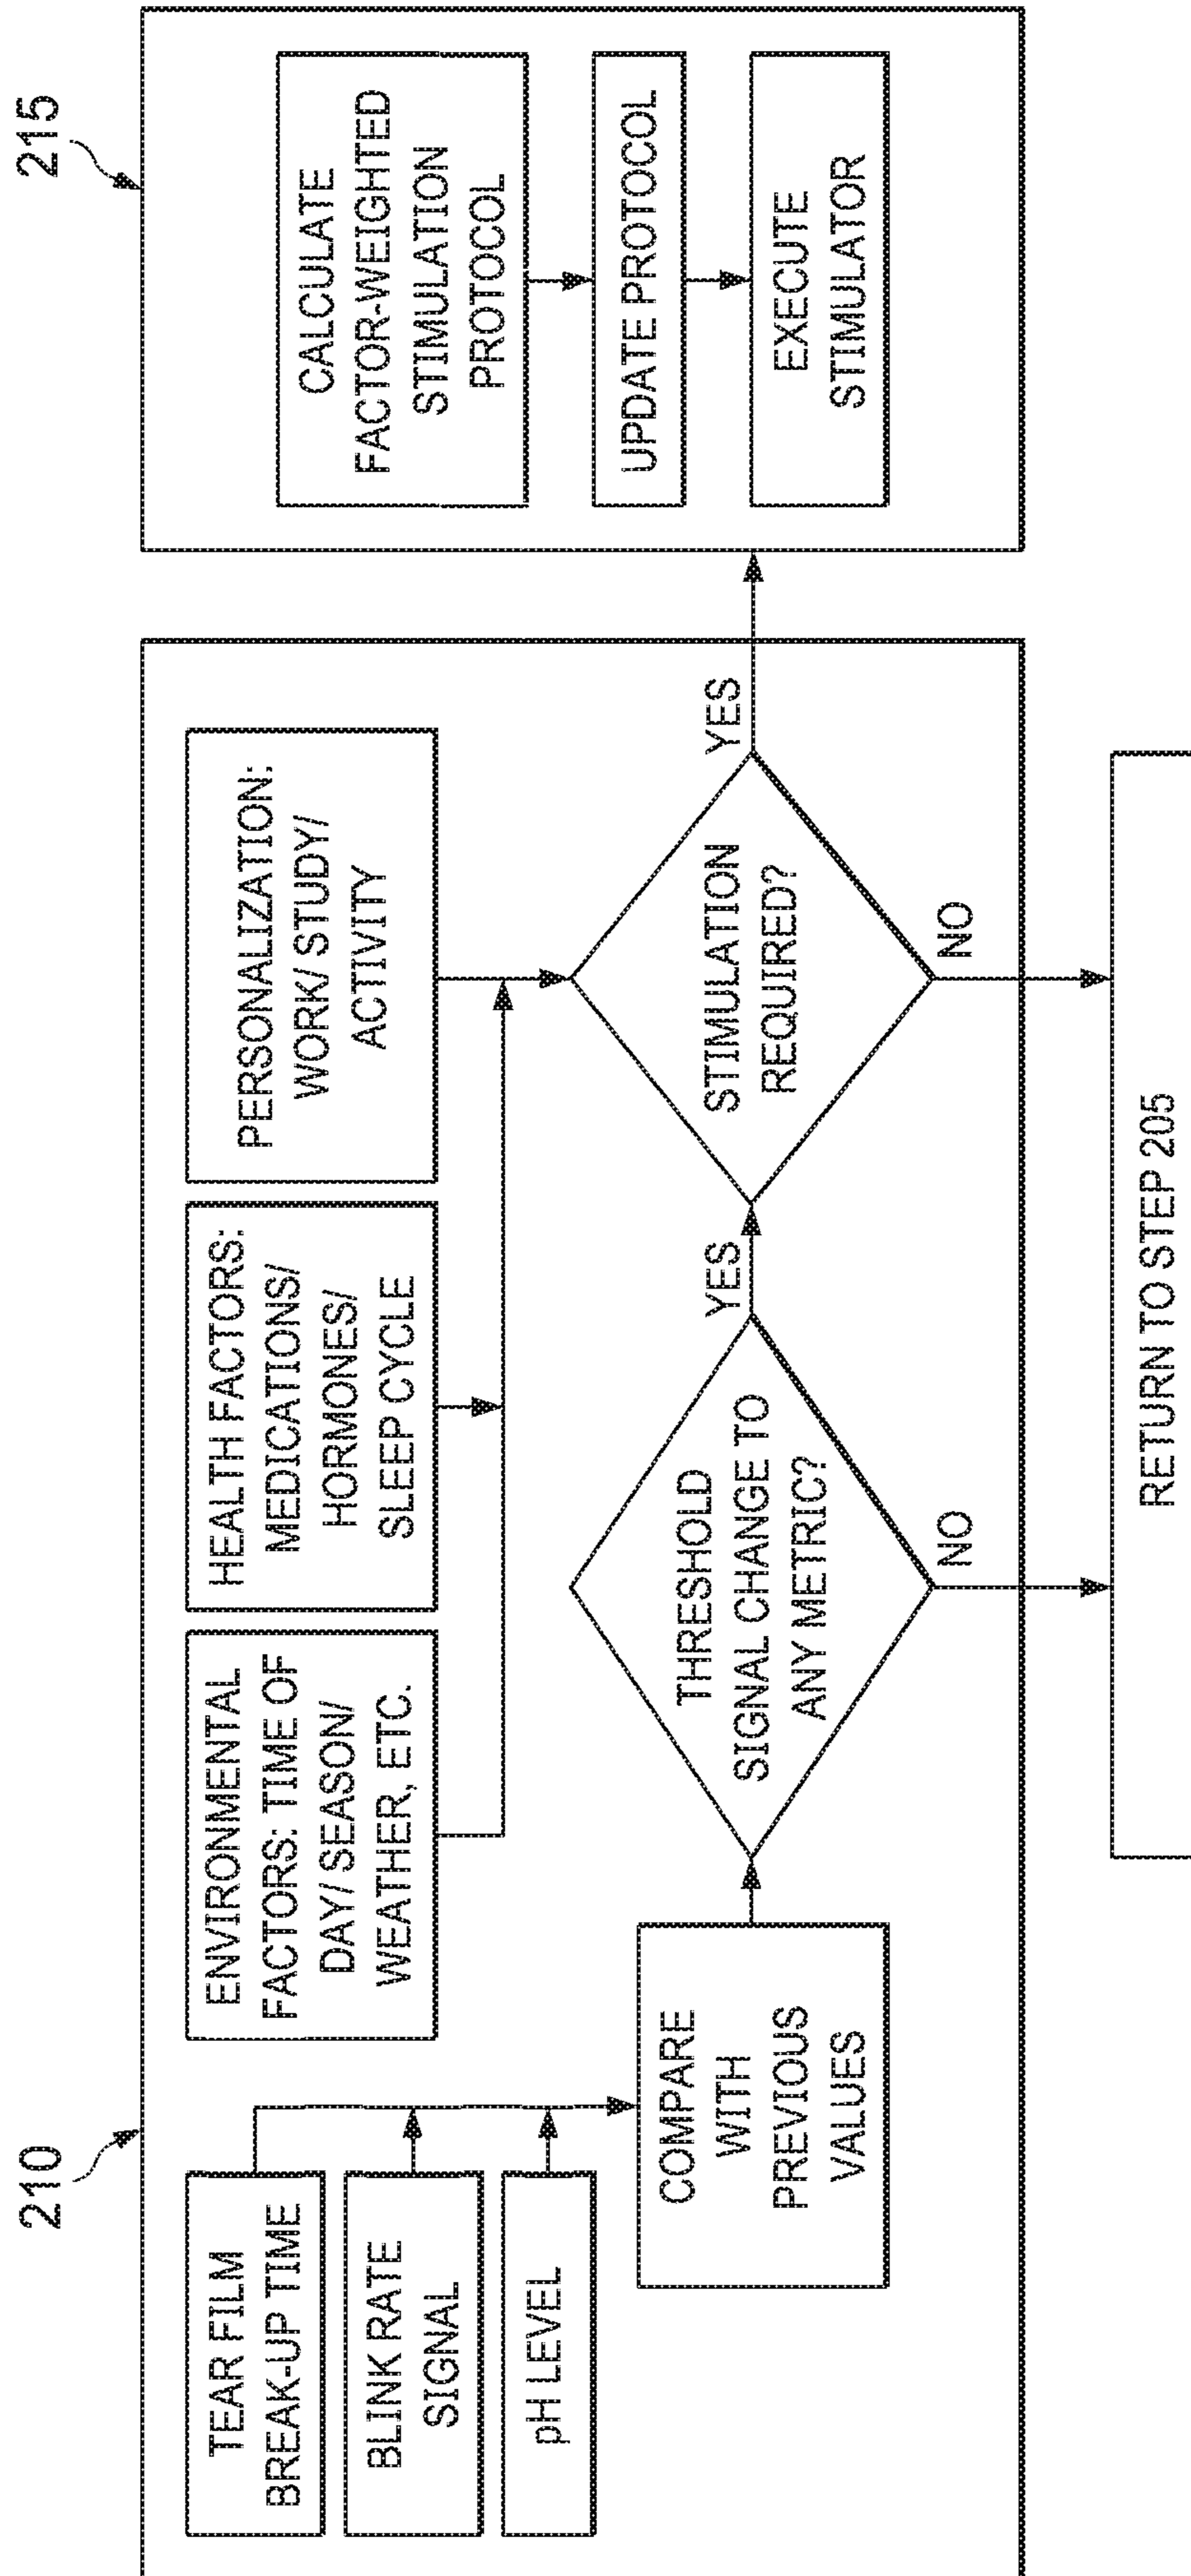 210
TEAR FILM
BREAK-UP TIME
BLINK RATE
SIGNAL
pH LEVEL
COMPARE
WITH
PREVIOUS
VALUES
ENVIRONMENTAL
FACTORS: TIME OF
DAY/ SEASON/
WEATHER, ETC.
HEALTH FACTORS:
MEDICATIONS/
HORMONES/
SLEEP CYCLE
PERSONALIZATION:
WORK/ STUDY/
ACTIVITY
THRESHOLD
SIGNAL CHANGE TO
ANY METRIC?
YES
NO
STIMULATION
REQUIRED?
YES
NO
RETURN TO STEP 205
215
CALCULATE
FACTOR-WEIGHTED
STIMULATION
PROTOCOL
UPDATE PROTOCOL
EXECUTE
STIMULATOR